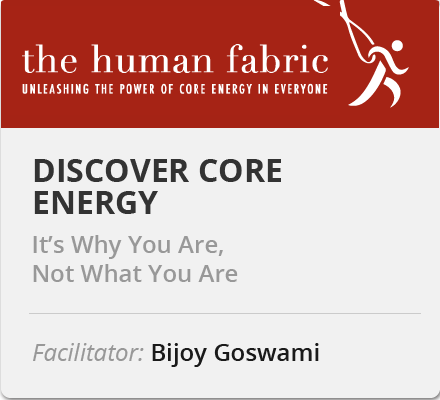 the human fabric
UNLEASHING THE POWER OF CORE ENERGY IN EVERYONE
DISCOVER CORE
ENERGY
It’s Why You Are,
Not What You Are
Facilitator: Bijoy Goswami